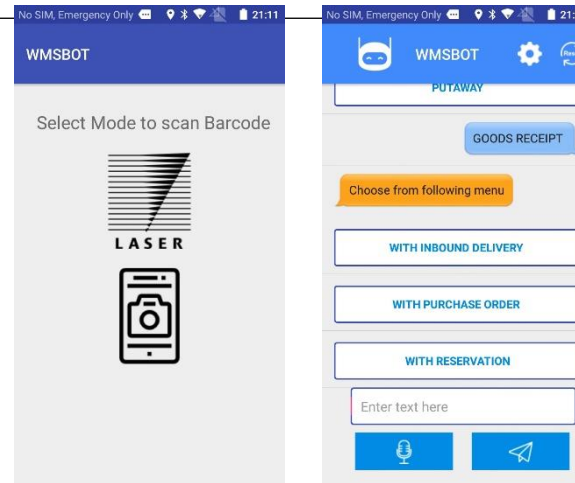 No SIM, Emergency Only 21:11
WMSBOT
Select Mode to scan Barcode
LASER
No SIM, Emergency Only
WMSBOT
PUTAWAY
GOODS RECEIPT
Choose from following menu
WITH INBOUND DELIVERY
WITH PURCHASE ORDER
WITH RESERVATION
Enter text here